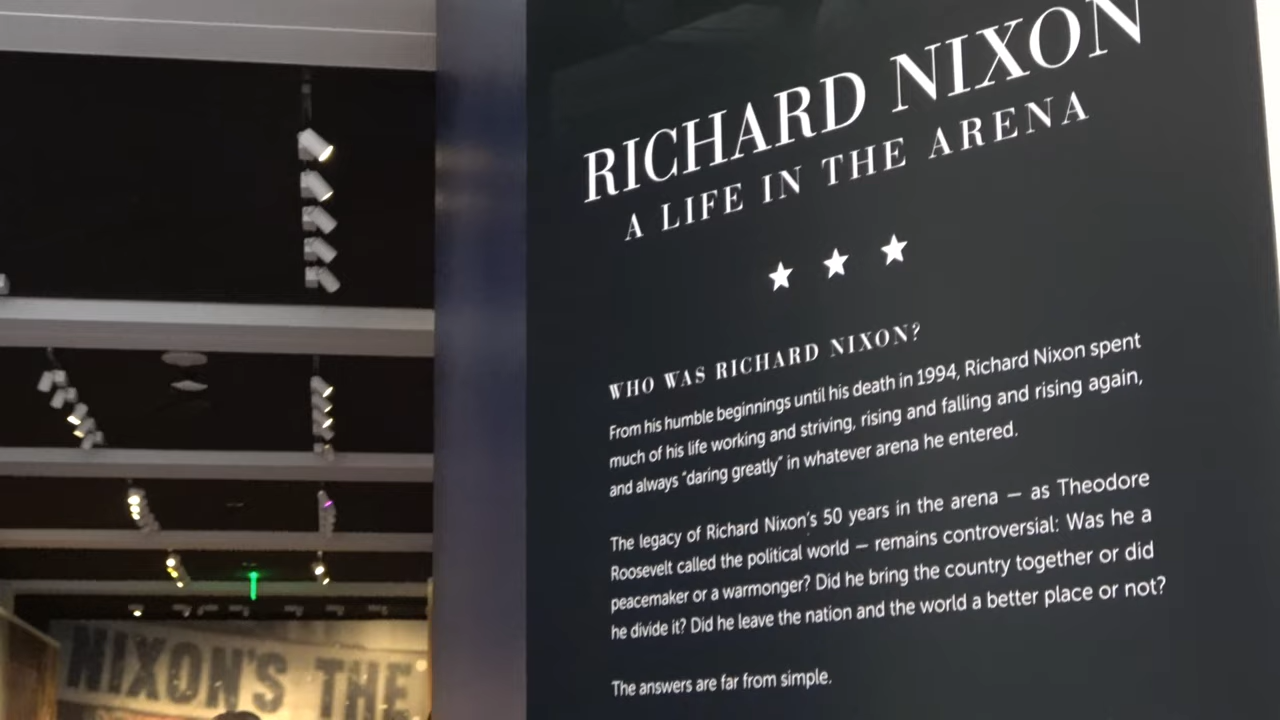 RICHARD NIXON
A LIFE IN THE ARENA
WHO WAS RICHARD NIXON?
From his humble beginnings until his death in 1994, Richard Nixon spent
much of his life working and striving, rising and falling and rising again,
and always "daring greatly" in whatever arena he entered.
The legacy of Richard Nixon's 50 years in the arena — as Theodore
Roosevelt called the political world — remains controversial: Was he a
peacemaker or a warmonger? Did he bring the country together or did
he divide it? Did he leave the nation and the world a better place or not?
The answers are far from simple.
NIXON'S THE